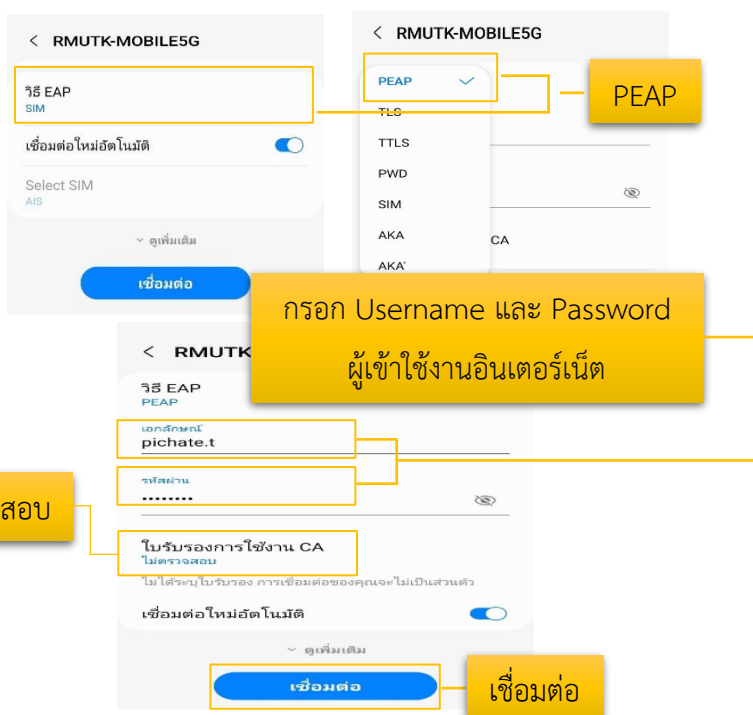 < RMUTK-MOBILE5G
วิธี EAP
SIM
เชื่อมต่อใหม่อัตโนมัติ
Select SIM
AIS
ดูเพิ่มเติม
เชื่อมต่อ
< RMUTK-MOBILE5G
PEAP
TLS
TTLS
PWD
SIM
AKA
AKA'
CA
PEAP
กรอก Username และ Password
ผู้เข้าใช้งานอินเตอร์เน็ต
< RMUTK
วิธี EAP
PEAP
เอกลักษณ์
pichate.t
รหัสผ่าน
••••••••
สอบ
ใบรับรองการใช้งาน CA
ไม่ตรวจสอบ
ไม่ได้ระบุใบรับรอง การเชื่อมต่อของคุณจะไม่เป็นส่วนตัว
เชื่อมต่อใหม่อัตโนมัติ
ดูเพิ่มเติม
เชื่อมต่อ
เชื่อมต่อ